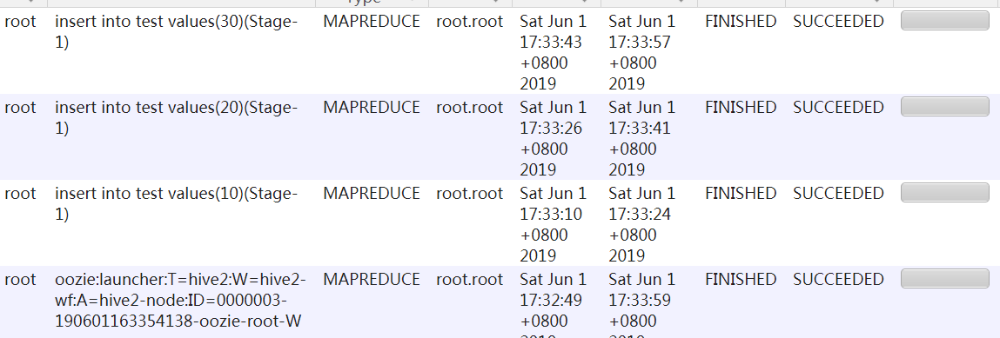 Type
root insert into test values(30)(Stage- MAPREDUCE root.root Sat Jun 1 Sat Jun 1 FINISHED SUCCEEDED
1) 17:33:43 17:33:57
+0800 +0800
2019 2019
root insert into test values(20)(Stage- MAPREDUCE root.root Sat Jun 1 Sat Jun 1 FINISHED SUCCEEDED
1) 17:33:26 17:33:41
+0800 +0800
2019 2019
root insert into test values(10)(Stage- MAPREDUCE root.root Sat Jun 1 Sat Jun 1 FINISHED SUCCEEDED
1) 17:33:10 17:33:24
+0800 +0800
2019 2019
root oozie:launcher:T=hive2:W=hive2- MAPREDUCE root.root Sat Jun 1 Sat Jun 1 FINISHED SUCCEEDED
wf:A=hive2-node:ID=0000003- 17:32:49 17:33:59
190601163354138-oozie-root-W +0800 +0800
2019 2019